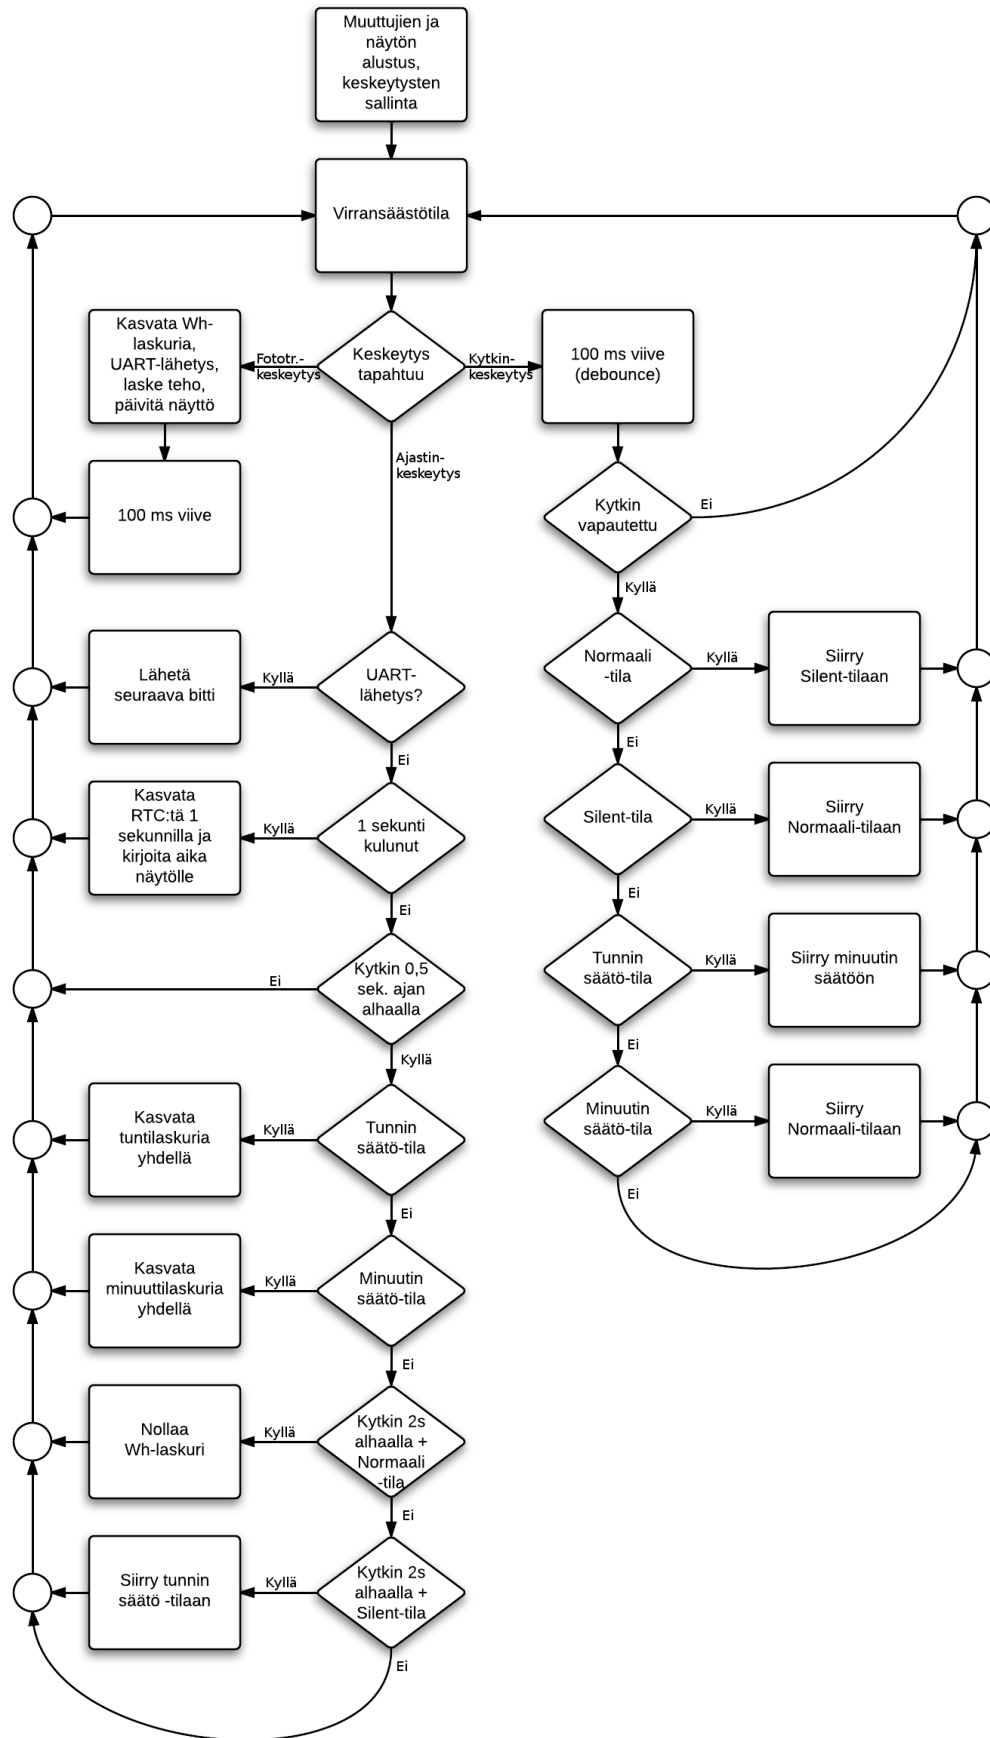 Muuttujien ja
näytön
alustus,
keskeytysten
sallinta
Virransäästötila
Keskeytys
tapahtuu
Fototr.-
keskeytys
Kytkin-
keskeytys
Ajastin-
keskeytys
Kasvata Wh-
laskuria,
UART-lähetys,
laske teho,
päivitä näyttö
100 ms viive
100 ms viive
(debounce)
Kytkin
vapautettu
Ei
Kyllä
Normaali
-tila
Kyllä
Siirry
Silent-tilaan
Ei
Silent-tila
Kyllä
Siirry
Normaali-tilaan
Ei
Tunnin
säätö-tila
Kyllä
Siirry minuutin
säätöön
Ei
Minuutin
säätö-tila
Kyllä
Siirry
Normaali-tilaan
Ei
UART-
lähetys?
Kyllä
Lähetä
seuraava bitti
Ei
1 sekunti
kulunut
Kyllä
Kasvata
RTC:tä 1
sekunnilla ja
kirjoita aika
näytölle
Ei
Kytkin 0,5
sek. ajan
alhaalla
Ei
Kyllä
Tunnin
säätö-tila
Kyllä
Kasvata
tuntilaskuria
yhdellä
Ei
Minuutin
säätö-tila
Kyllä
Kasvata
minuuttilaskuria
yhdellä
Ei
Kytkin 2s
alhaalla +
Normaali
-tila
Kyllä
Nollaa
Wh-laskuri
Ei
Kytkin 2s
alhaalla +
Silent-tila
Kyllä
Siirry tunnin
säätö -tilaan
Ei